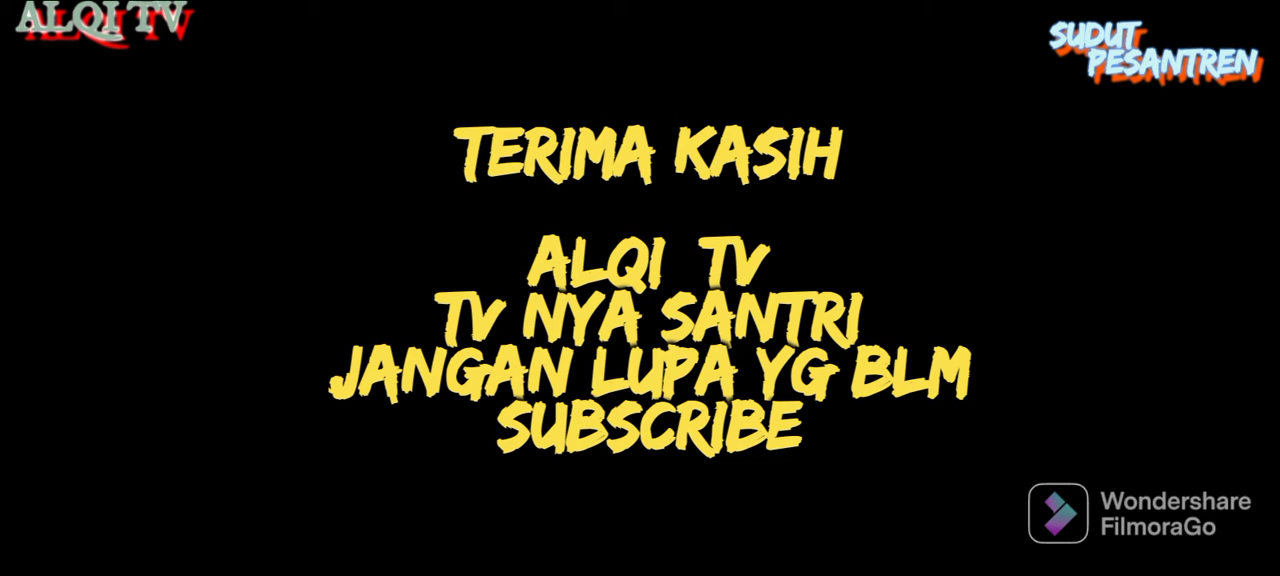 ALQI TV
SUDUT
PESANTREN
TERIMA KASIH
ALQI TV
TV NYA SANTRI
JANGAN LUPA YG BLM
SUBSCRIBE
Wondershare
FilmoraGo